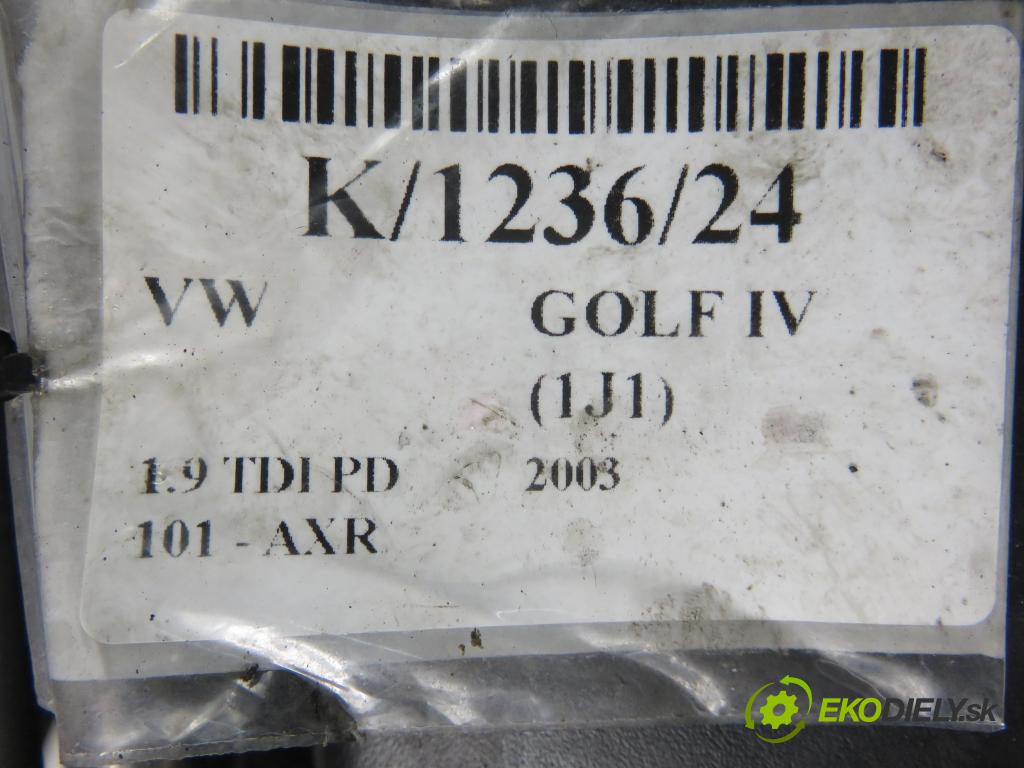 K/1236/24
VW GOLF IV
(1J1)
1.9 TDI PD 2003
101 - AXR
EKODIELY.sk